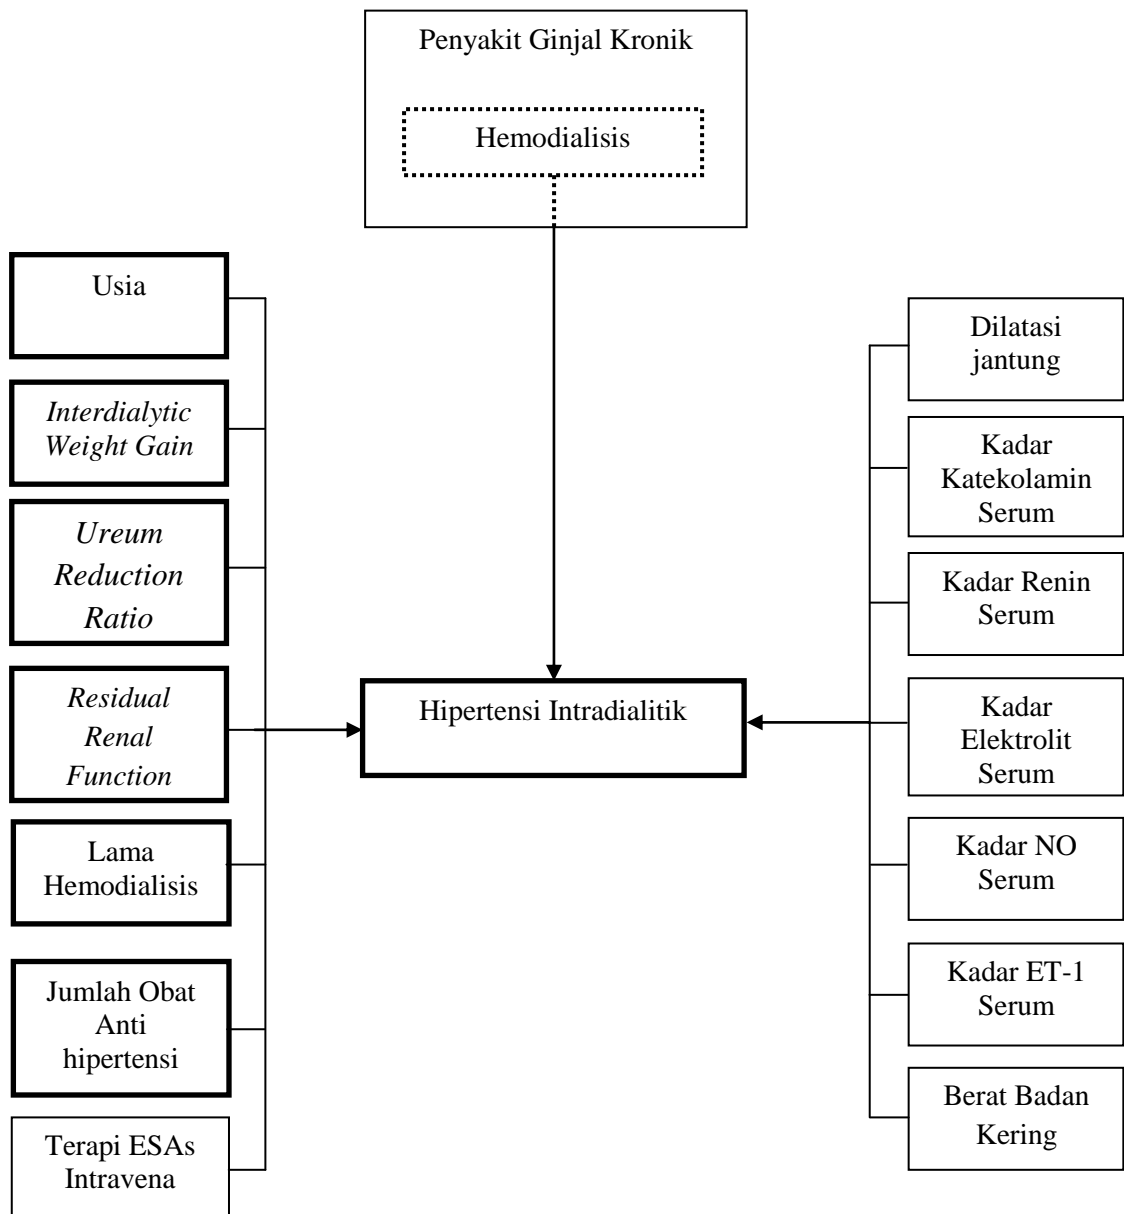 Penyakit Ginjal Kronik
Hemodialisis
Usia
Interdialytic
Weight Gain
Ureum
Reduction
Ratio
Residual
Renal
Function
Lama
Hemodialisis
Jumlah Obat
Anti
hipertensi
Terapi ESAs
Intravena
Hipertensi Intradialitik
Dilatasi
jantung
Kadar
Katekolamin
Serum
Kadar Renin
Serum
Kadar
Elektrolit
Serum
Kadar NO
Serum
Kadar ET-1
Serum
Berat Badan
Kering